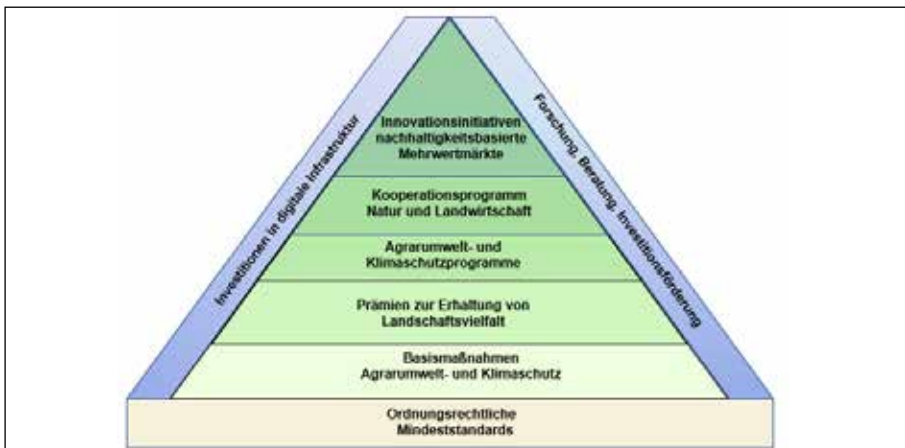 Innovationsinitiativen
nachhaltigkeitsbasierte
Mehrwertmärkte
Kooperationsprogramm
Natur und Landwirtschaft
Agrarumwelt- und
Klimaschutzprogramme
Prämien zur Erhaltung von
Landschaftsvielfalt
Basismaßnahmen
Agrarumwelt- und Klimaschutz
Ordnungsrechtliche
Mindeststandards
Investitionen in digitale Infrastruktur
Forschung, Beratung, Investitionsförderung